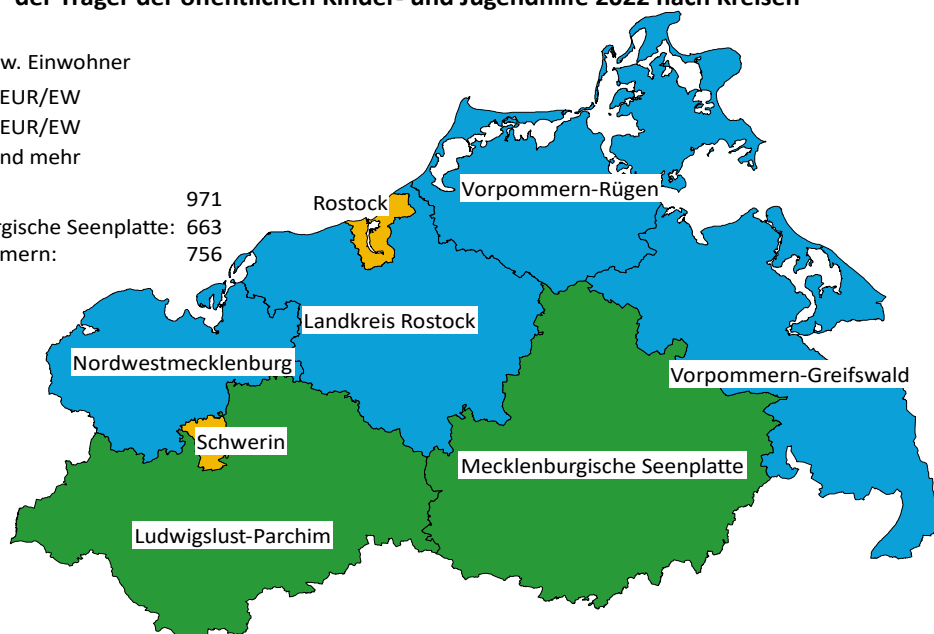 der Träger der öffentlichen Kinder- und Jugendhilfe 2022 nach Kreisen
w. Einwohner
EUR/EW
EUR/EW
nd mehr
971
rgische Seenplatte: 663
mern: 756
Rostock
Vorpommern-Rügen
Landkreis Rostock
Nordwestmecklenburg
Vorpommern-Greifswald
Schwerin
Mecklenburgische Seenplatte
Ludwigslust-Parchim